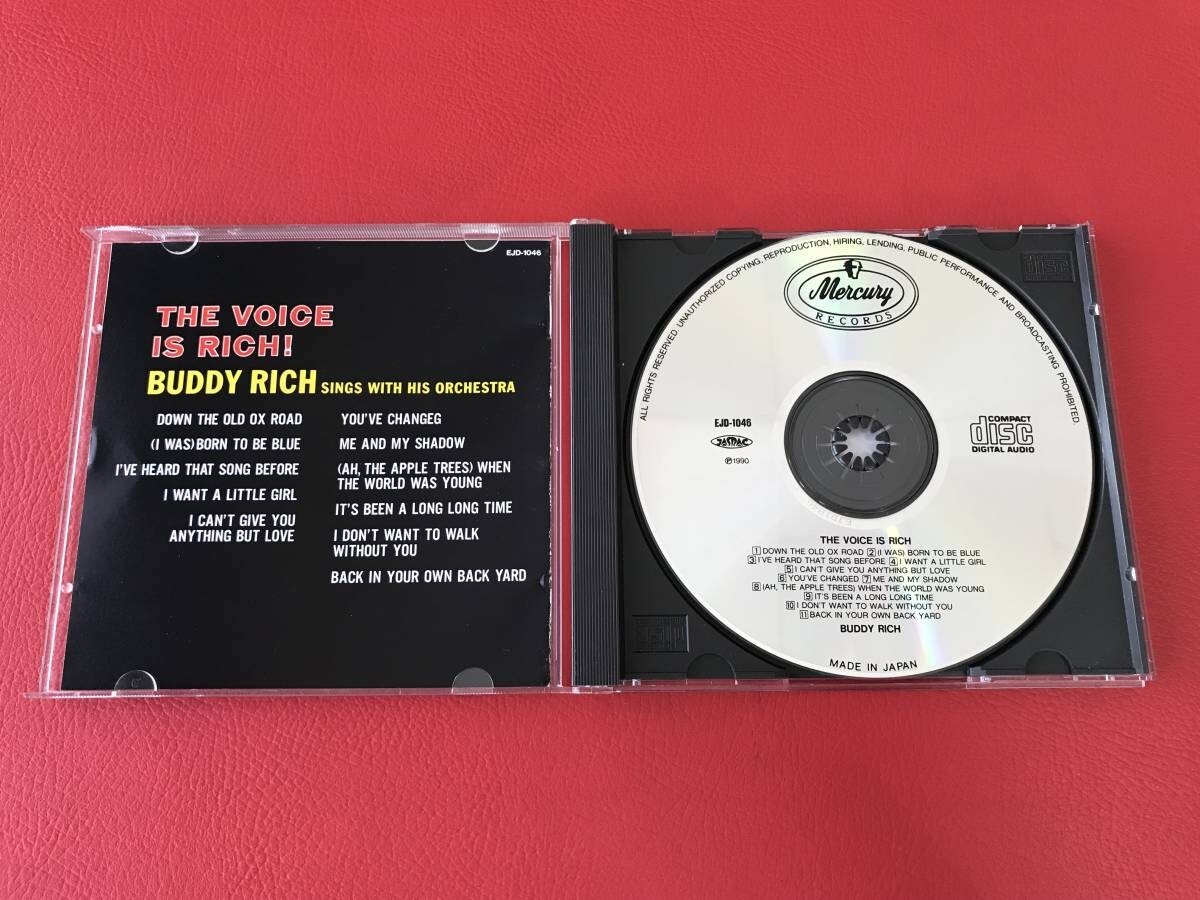 EJD-1046
THE VOICE
IS RICH!
BUDDY RICH SINGS WITH HIS ORCHESTRA
DOWN THE OLD OX ROAD
(I WAS) BORN TO BE BLUE
I'VE HEARD THAT SONG BEFORE
I WANT A LITTLE GIRL
I CAN'T GIVE YOU
ANYTHING BUT LOVE
YOU'VE CHANGEG
ME AND MY SHADOW
(AH, THE APPLE TREES) WHEN
THE WORLD WAS YOUNG
IT'S BEEN A LONG LONG TIME
I DON'T WANT TO WALK
WITHOUT YOU
BACK IN YOUR OWN BACK YARD
ALL RIGHTS RESERVED. UNAUTHORIZED COPYING, REPRODUCTION, HIRING, LENDING, PUBLIC PERFORMANCE AND BROADCASTING PROHIBITED.
Mercury
RECORDS
EJD-1046
JASRAC
℗1990
COMPACT
disc
DIGITAL AUDIO
THE VOICE IS RICH
1 DOWN THE OLD OX ROAD 2 (I WAS) BORN TO BE BLUE
3 I'VE HEARD THAT SONG BEFORE 4 I WANT A LITTLE GIRL
5 I CAN'T GIVE YOU ANYTHING BUT LOVE
6 YOU'VE CHANGED 7 ME AND MY SHADOW
8 (AH, THE APPLE TREES) WHEN THE WORLD WAS YOUNG
9 IT'S BEEN A LONG LONG TIME
10 I DON'T WANT TO WALK WITHOUT YOU
11 BACK IN YOUR OWN BACK YARD
BUDDY RICH
MADE IN JAPAN
disc